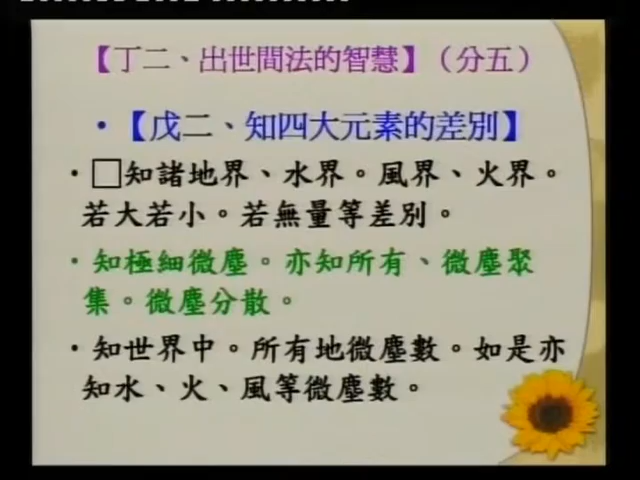 【丁二、出世間法的智慧】（分五）
•【戊二、知四大元素的差別】
•□知諸地界、水界。風界、火界。
若大若小。若無量等差別。
•知極細微塵。亦知所有、微塵聚
集。微塵分散。
•知世界中。所有地微塵數。如是亦
知水、火、風等微塵數。